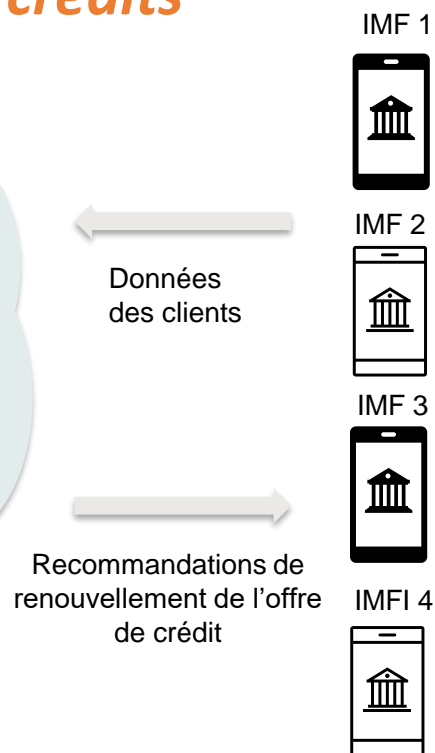 crédits
IMF 1
IMF 2
Données
des clients
IMF 3
Recommandations de
renouvellement de l’offre
de crédit
IMFI 4